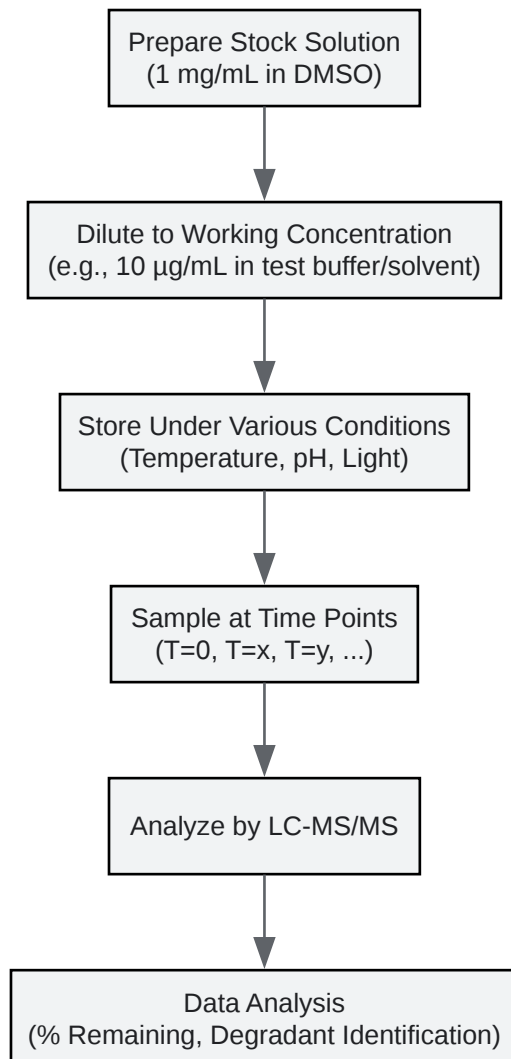 Prepare Stock Solution
(1 mg/mL in DMSO)
Dilute to Working Concentration
(e.g., 10 µg/mL in test buffer/solvent)
Store Under Various Conditions
(Temperature, pH, Light)
Sample at Time Points
(T=0, T=x, T=y, ...)
Analyze by LC-MS/MS
Data Analysis
(% Remaining, Degradant Identification)